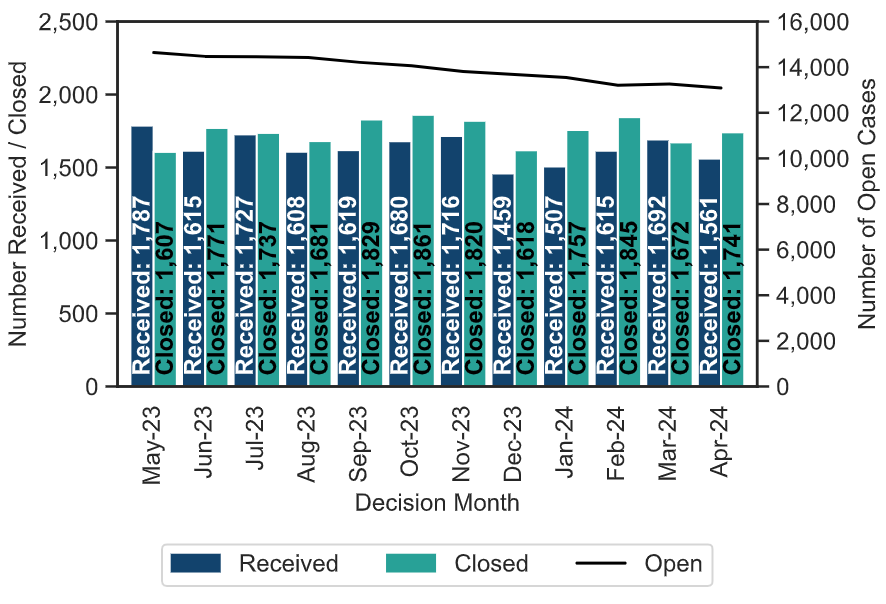 2,500
2,000
1,500
1,000
500
0
Number Received / Closed
16,000
14,000
12,000
10,000
8,000
6,000
4,000
2,000
0
Number of Open Cases
Received: 1,787
Closed: 1,607
Received: 1,615
Closed: 1,771
Received: 1,727
Closed: 1,737
Received: 1,608
Closed: 1,681
Received: 1,619
Closed: 1,829
Received: 1,680
Closed: 1,861
Received: 1,716
Closed: 1,820
Received: 1,459
Closed: 1,618
Received: 1,507
Closed: 1,757
Received: 1,615
Closed: 1,845
Received: 1,692
Closed: 1,672
Received: 1,561
Closed: 1,741
May-23
Jun-23
Jul-23
Aug-23
Sep-23
Oct-23
Nov-23
Dec-23
Jan-24
Feb-24
Mar-24
Apr-24
Decision Month
Received Closed Open